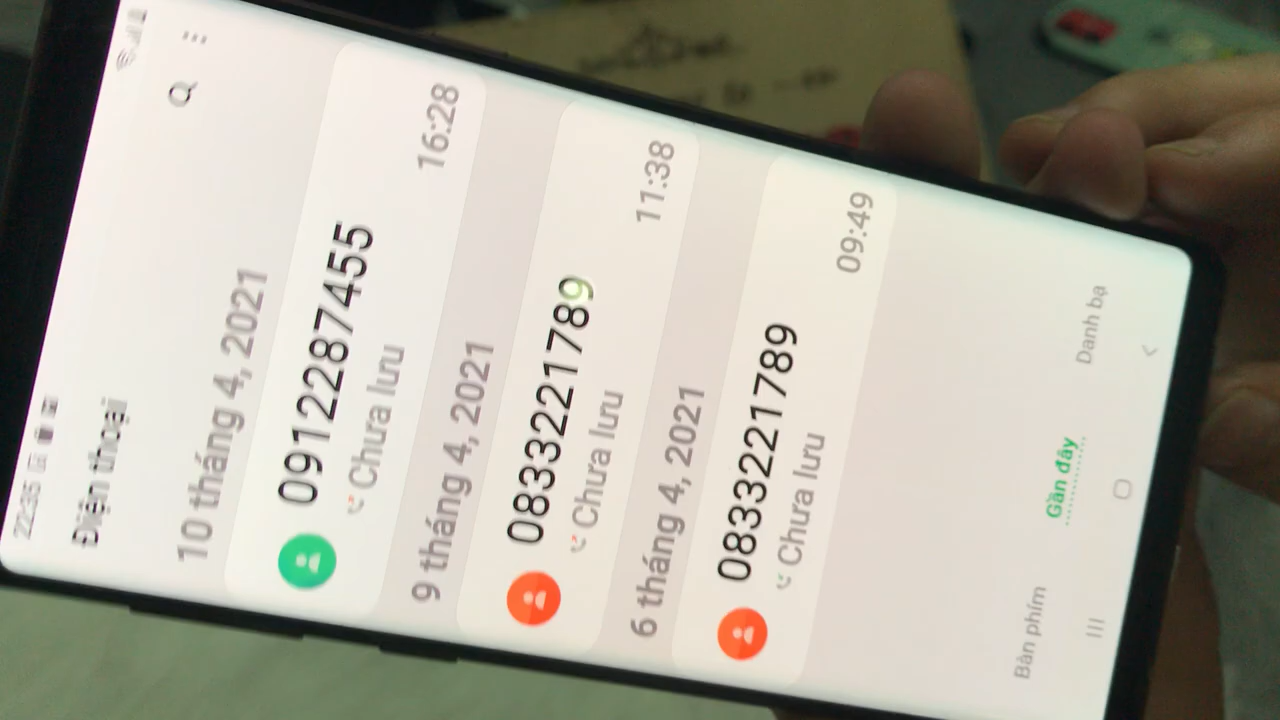 22:35
Điện thoại
10 tháng 4, 2021
0912287455
Chưa lưu
16:28
9 tháng 4, 2021
0833221789
Chưa lưu
11:38
6 tháng 4, 2021
0833221789
Chưa lưu
09:49
Bàn phím
Gần đây
Danh bạ